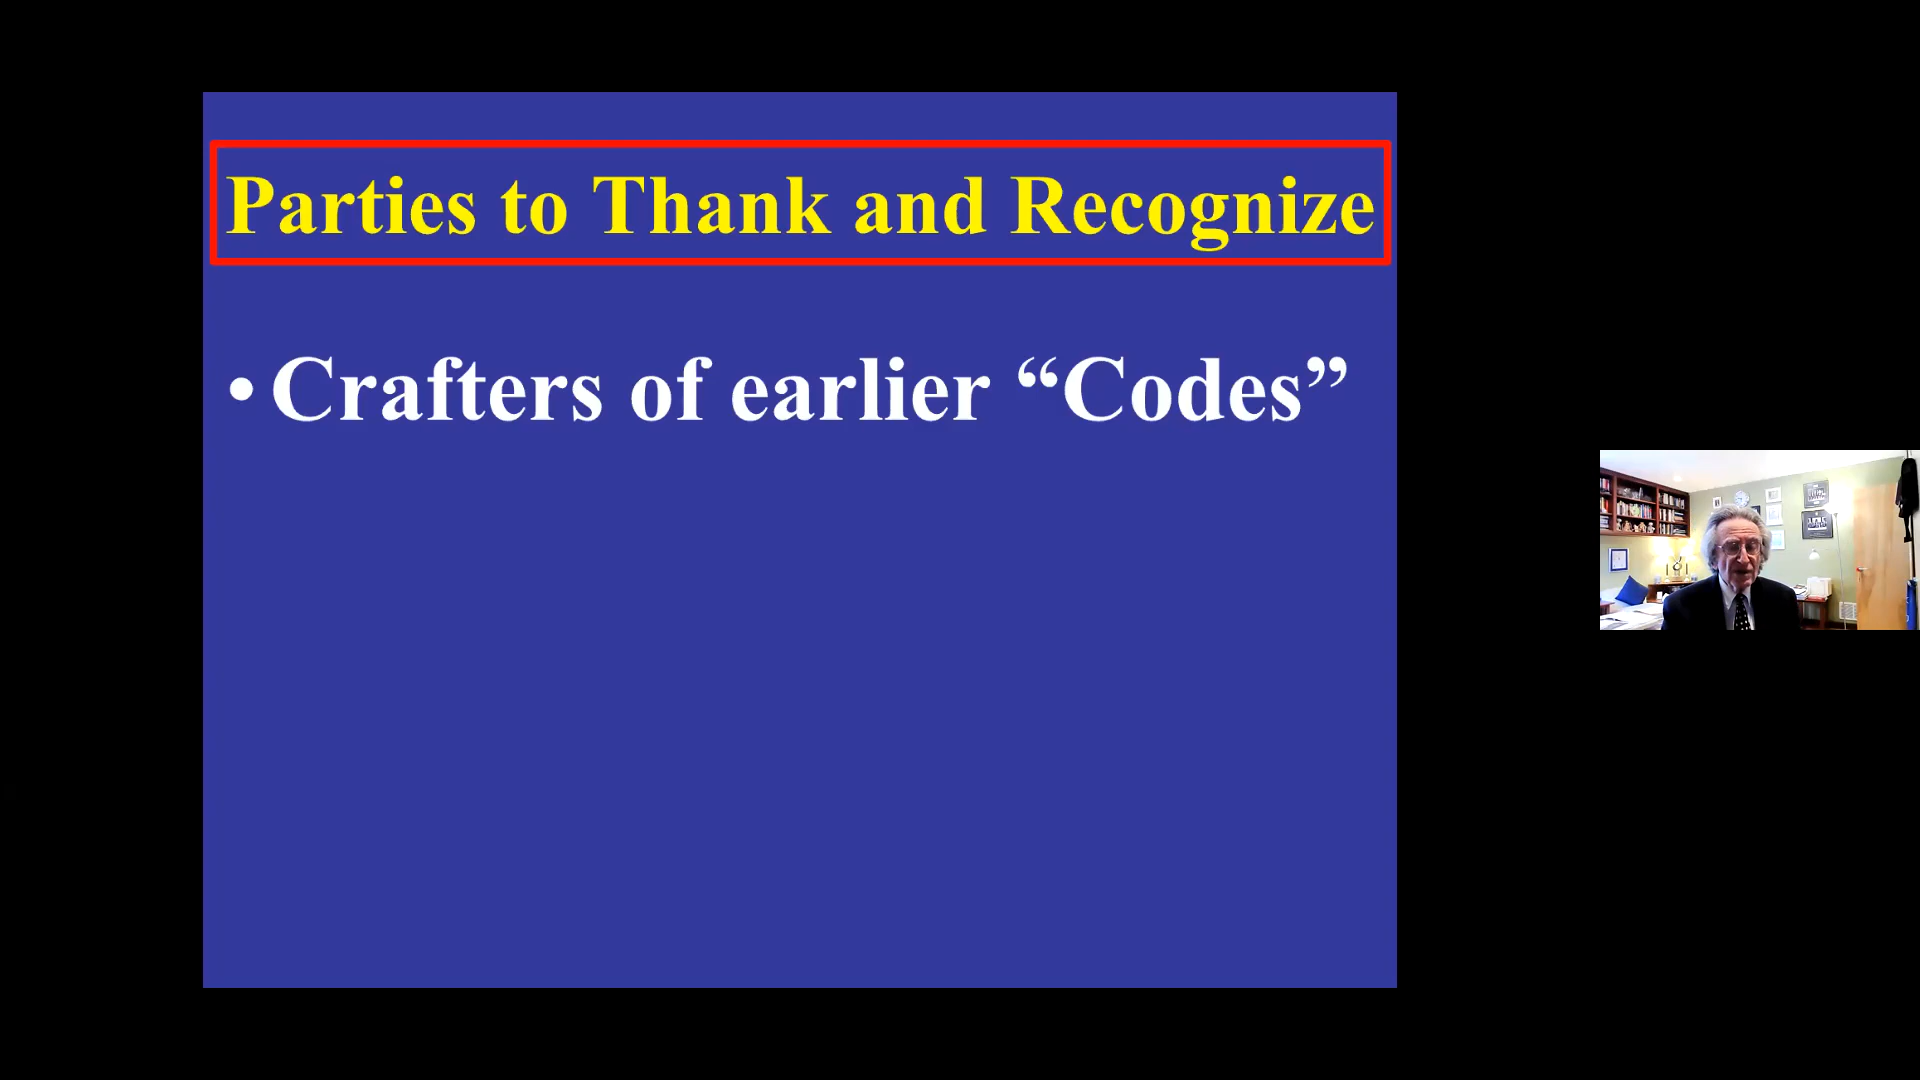 Parties to Thank and Recognize
• Crafters of earlier “Codes”